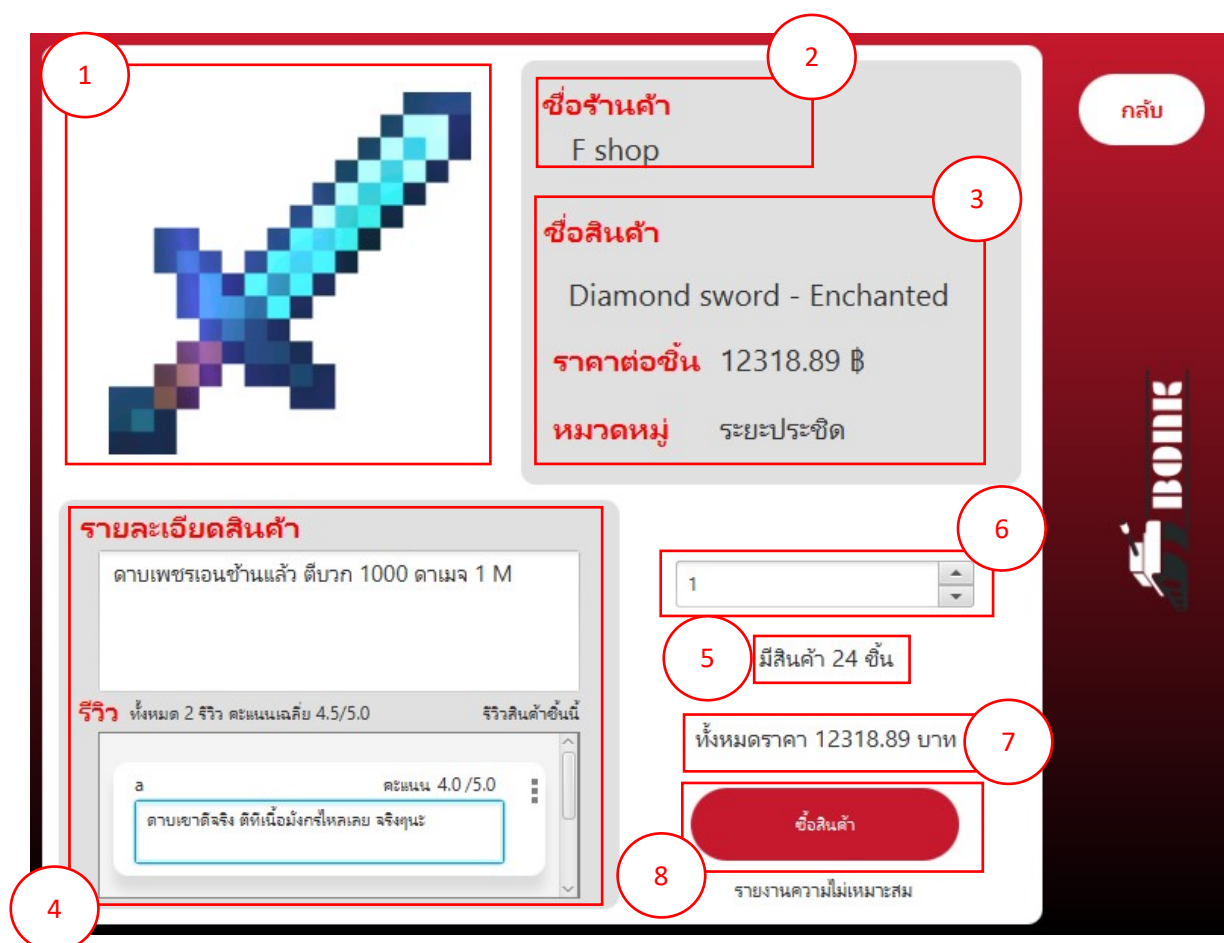 1
2
ชื่อร้านค้า
F shop
กลับ
3
ชื่อสินค้า
Diamond sword - Enchanted
ราคาต่อชิ้น 12318.89 ฿
หมวดหมู่ ระยะประชิด
BONK
รายละเอียดสินค้า
ดาบเพชรเอนช้านแล้ว ตีบวก 1000 ดาเมจ 1 M
6
1
5
มีสินค้า 24 ชิ้น
รีวิว ทั้งหมด 2 รีวิว คะแนนเฉลี่ย 4.5/5.0 รีวิวสินค้าชิ้นนี้
ทั้งหมดราคา 12318.89 บาท
7
a คะแนน 4.0 /5.0
ดาบเขาดีจริง ตีทีเนื้อมังกรไหลเลย จริงๆนะ
ซื้อสินค้า
8
รายงานความไม่เหมาะสม
4